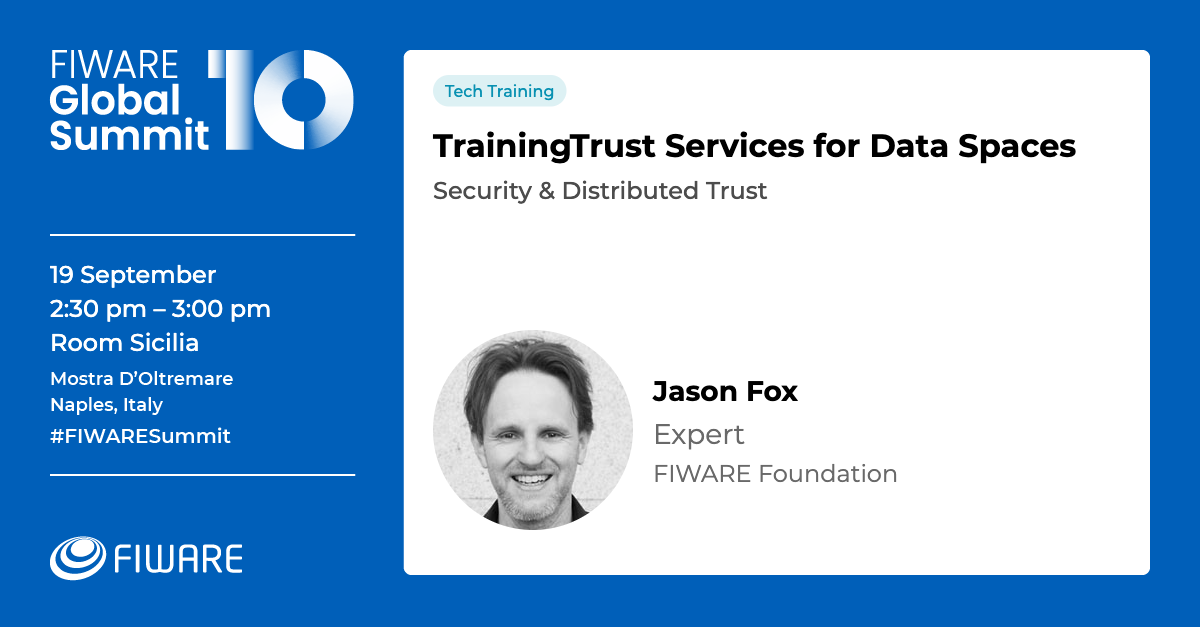 FIWARE
Global
Summit
10
19 September
2:30 pm – 3:00 pm
Room Sicilia
Mostra D’Oltremare
Naples, Italy
#FIWARESummit
FIWARE
Tech Training
TrainingTrust Services for Data Spaces
Security & Distributed Trust
Jason Fox
Expert
FIWARE Foundation